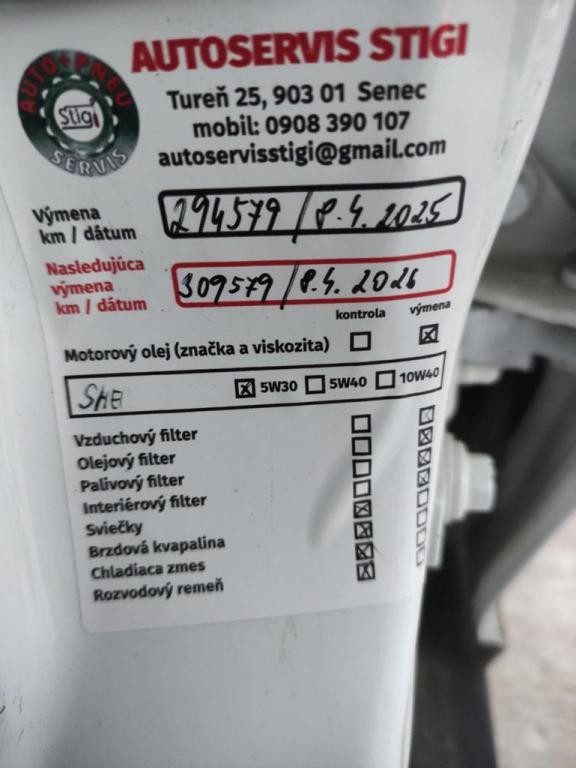 AUTO+PNEU
Stigi
SERVIS
AUTOSERVIS STIGI
Tureň 25, 903 01 Senec
mobil: 0908 390 107
autoservisstigi@gmail.com
Výmena
km / dátum
294579 / 8.4.2025
Nasledujúca
výmena
km / dátum
309579 / 8.4.2026
kontrola výmena
Motorový olej (značka a viskozita)
5W30 5W40 10W40
Vzduchový filter
Olejový filter
Palivový filter
Interiérový filter
Sviečky
Brzdová kvapalina
Chladiaca zmes
Rozvodový remeň